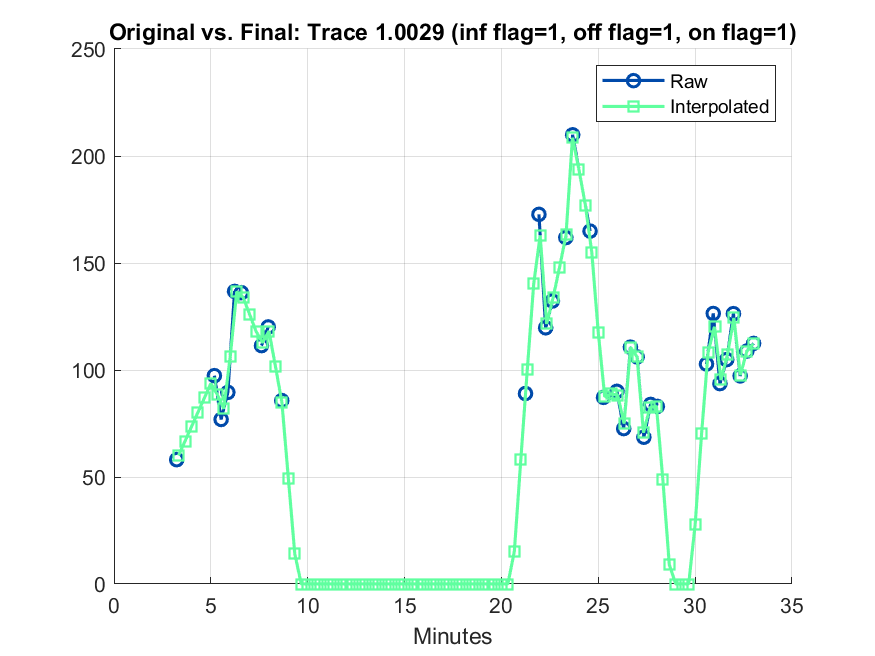 Original vs. Final: Trace 1.0029 (inf flag=1, off flag=1, on flag=1)
250
200
150
100
50
0
Raw
Interpolated
0 5 10 15 20 25 30 35
Minutes